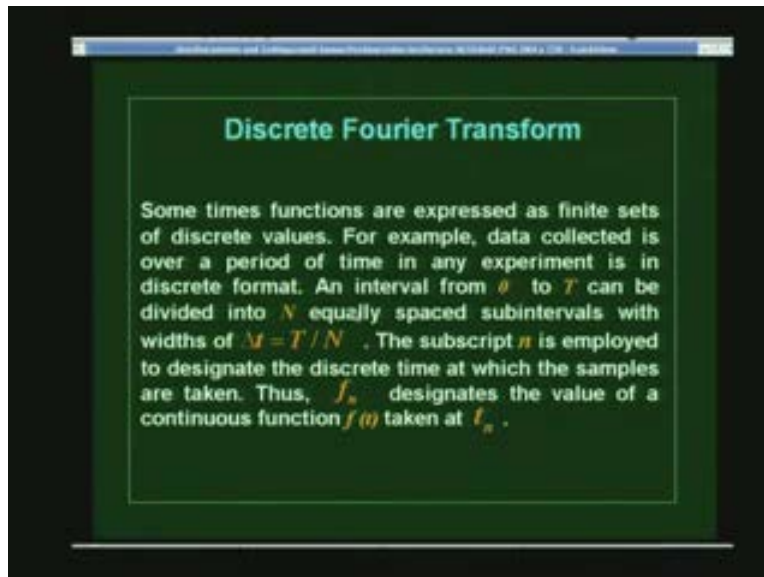 Discrete Fourier Transform
Some times functions are expressed as finite sets
of discrete values. For example, data collected is
over a period of time in any experiment is in
discrete format. An interval from 0 to T can be
divided into N equally spaced subintervals with
widths of Δt = T / N . The subscript n is employed
to designate the discrete time at which the samples
are taken. Thus, fₙ designates the value of a
continuous function f (t) taken at tₙ .